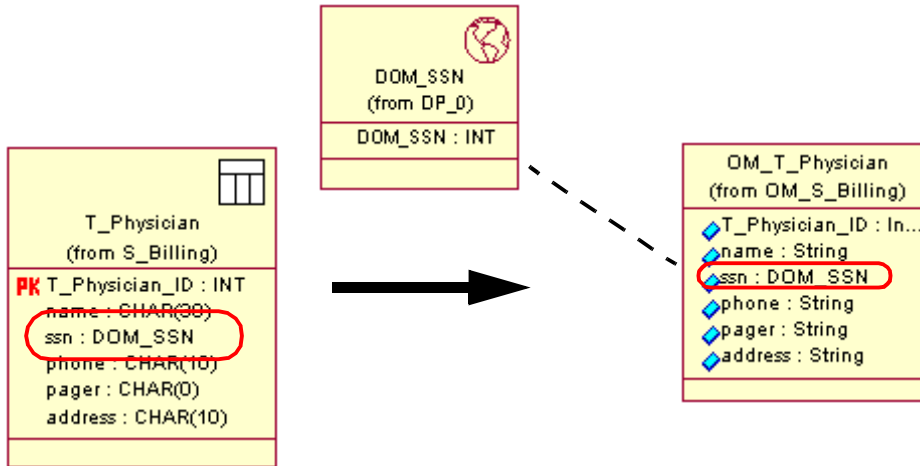 DOM_SSN
(from DP_0)
DOM_SSN : INT
T_Physician
(from S_Billing)
PK T_Physician_ID : INT
name : CHAR(30)
ssn : DOM_SSN
phone : CHAR(10)
pager : CHAR(0)
address : CHAR(10)
OM_T_Physician
(from OM_S_Billing)
T_Physician_ID : In...
name : String
ssn : DOM_SSN
phone : String
pager : String
address : String